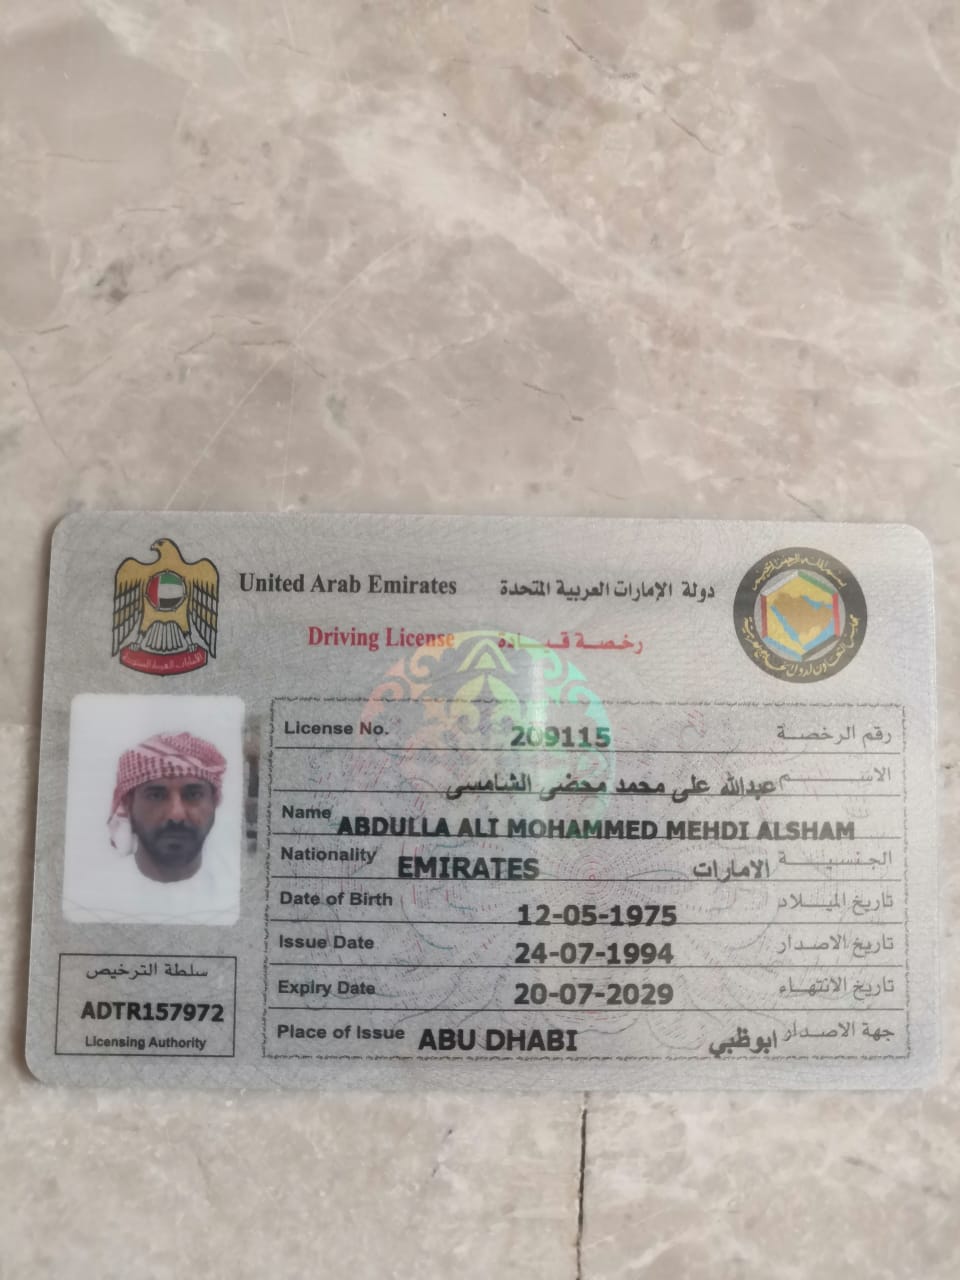 United Arab Emirates دولة الإمارات العربية المتحدة
Driving License رخصة قيادة
License No. 209115 رقم الرخصة
الاسم عبدالله على محمد محضى الشامسى
Name ABDULLA ALI MOHAMMED MEHDI ALSHAM
Nationality EMIRATES الامارات الجنسية
Date of Birth 12-05-1975 تاريخ الميلاد
Issue Date 24-07-1994 تاريخ الاصدار
Expiry Date 20-07-2029 تاريخ الانتهاء
Place of Issue ABU DHABI ابوظبي جهة الاصدار
سلطة الترخيص
ADTR157972
Licensing Authority